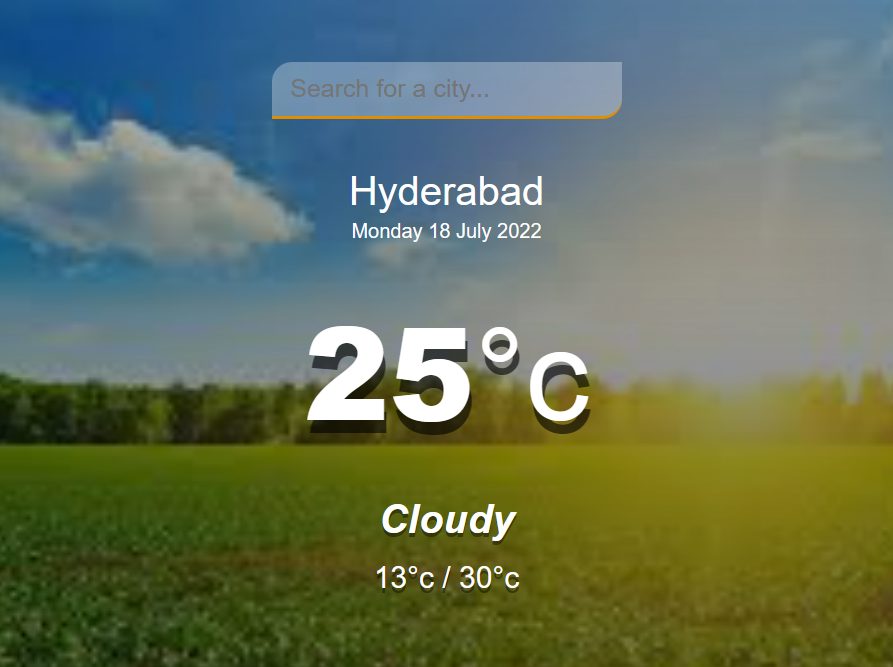 Search for a city...
Hyderabad
Monday 18 July 2022
25°c
Cloudy
13°c / 30°c